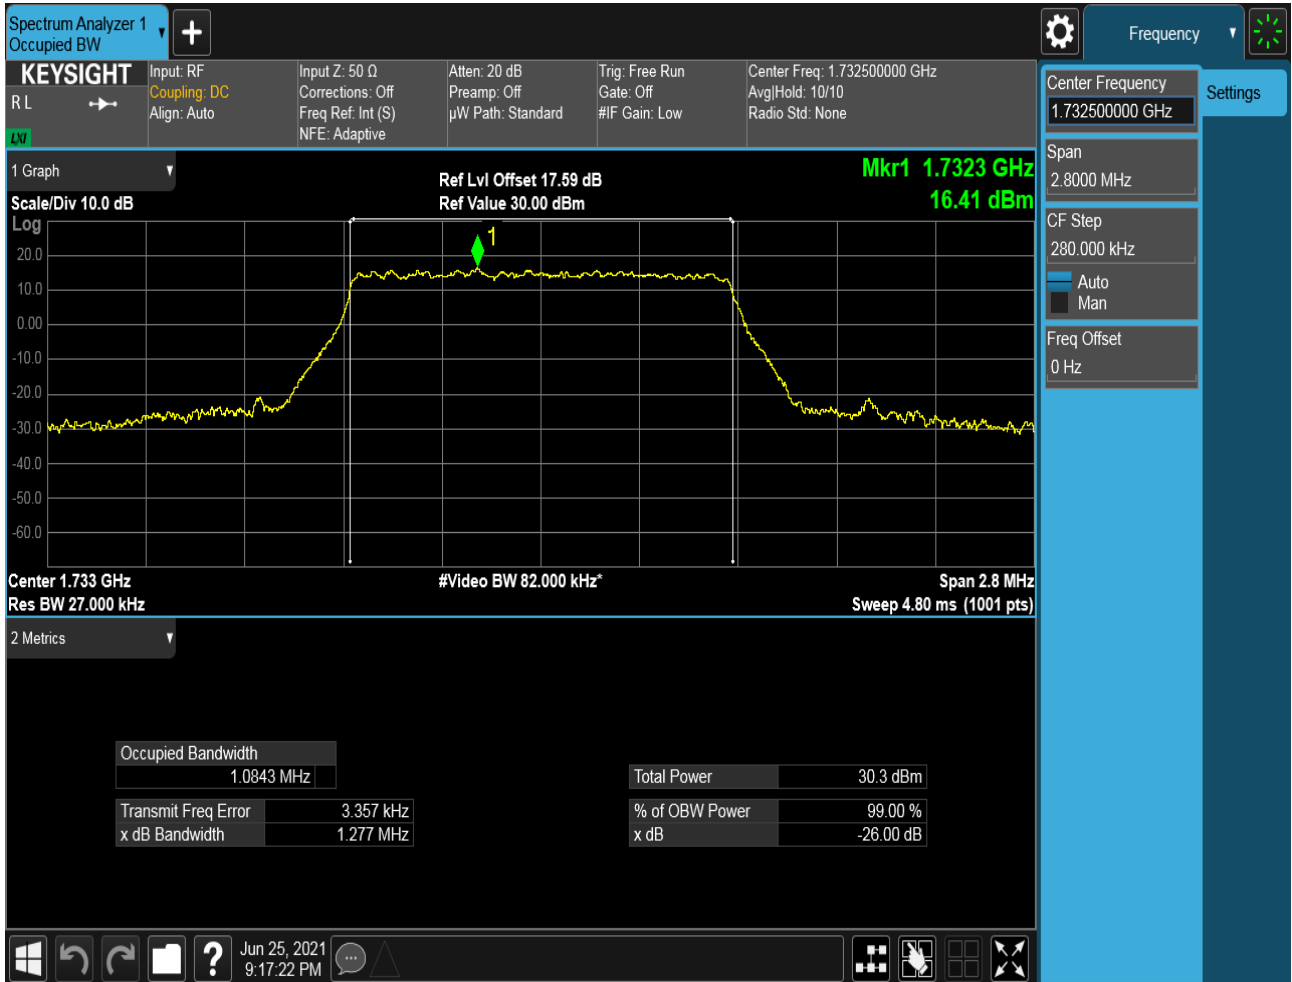 Spectrum Analyzer 1
Occupied BW
Frequency
KEYSIGHT
R L
LXI
Input: RF
Coupling: DC
Align: Auto
Input Z: 50 Ω
Corrections: Off
Freq Ref: Int (S)
NFE: Adaptive
Atten: 20 dB
Preamp: Off
µW Path: Standard
Trig: Free Run
Gate: Off
#IF Gain: Low
Center Freq: 1.732500000 GHz
Avg|Hold: 10/10
Radio Std: None
Center Frequency
1.732500000 GHz
Settings
Span
2.8000 MHz
CF Step
280.000 kHz
Auto
Man
Freq Offset
0 Hz
1 Graph
Scale/Div 10.0 dB
Log
Ref Lvl Offset 17.59 dB
Ref Value 30.00 dBm
Mkr1 1.7323 GHz
16.41 dBm
1
20.0
10.0
0.00
-10.0
-20.0
-30.0
-40.0
-50.0
-60.0
Center 1.733 GHz
#Video BW 82.000 kHz*
Span 2.8 MHz
Res BW 27.000 kHz
Sweep 4.80 ms (1001 pts)
2 Metrics
Occupied Bandwidth
1.0843 MHz
Total Power 30.3 dBm
Transmit Freq Error 3.357 kHz
% of OBW Power 99.00 %
x dB Bandwidth 1.277 MHz
x dB -26.00 dB
?
Jun 25, 2021
9:17:22 PM